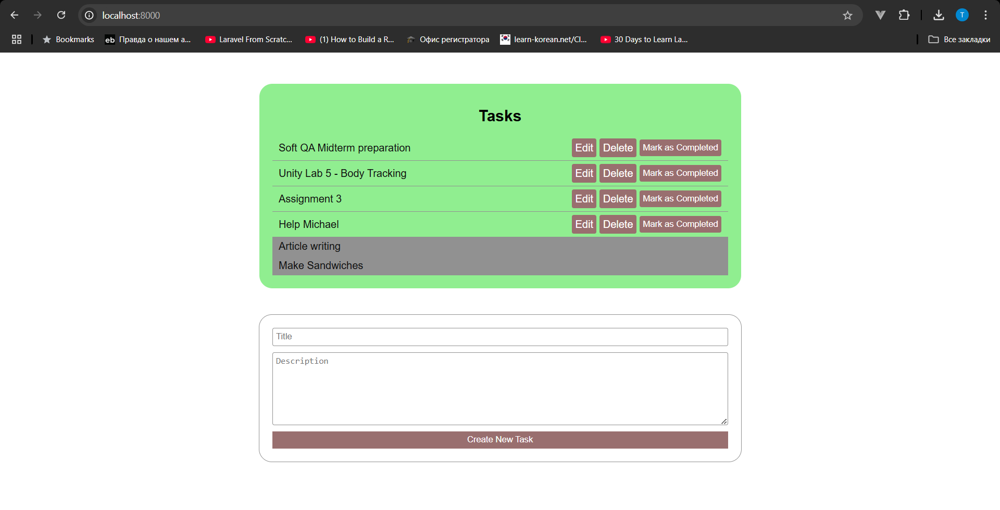 localhost:8000
T
Bookmarks
eb Правда о нашем а...
Laravel From Scratc...
(1) How to Build a R...
Офис регистратора
learn-korean.net/Cl...
30 Days to Learn La...
Все закладки
Tasks
Soft QA Midterm preparation Edit Delete Mark as Completed
Unity Lab 5 - Body Tracking Edit Delete Mark as Completed
Assignment 3 Edit Delete Mark as Completed
Help Michael Edit Delete Mark as Completed
Article writing
Make Sandwiches
Title
Description
Create New Task